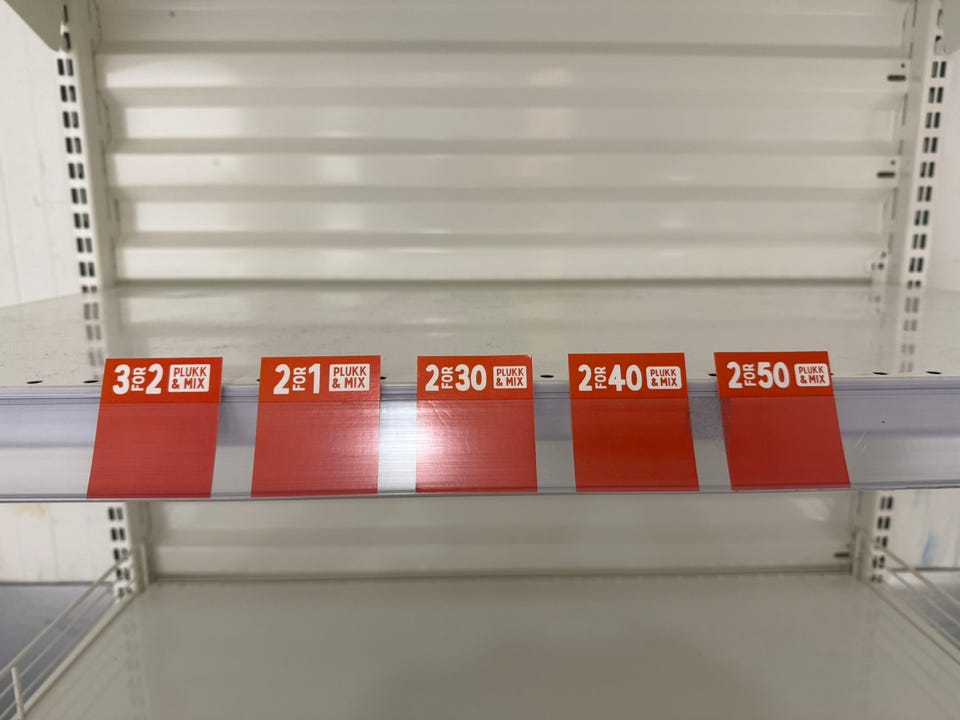 3 FOR 2 PLUKK
& MIX
2 FOR 1 PLUKK
& MIX
2 FOR 30 PLUKK
& MIX
2 FOR 40 PLUKK
& MIX
2 FOR 50 PLUKK
& MIX